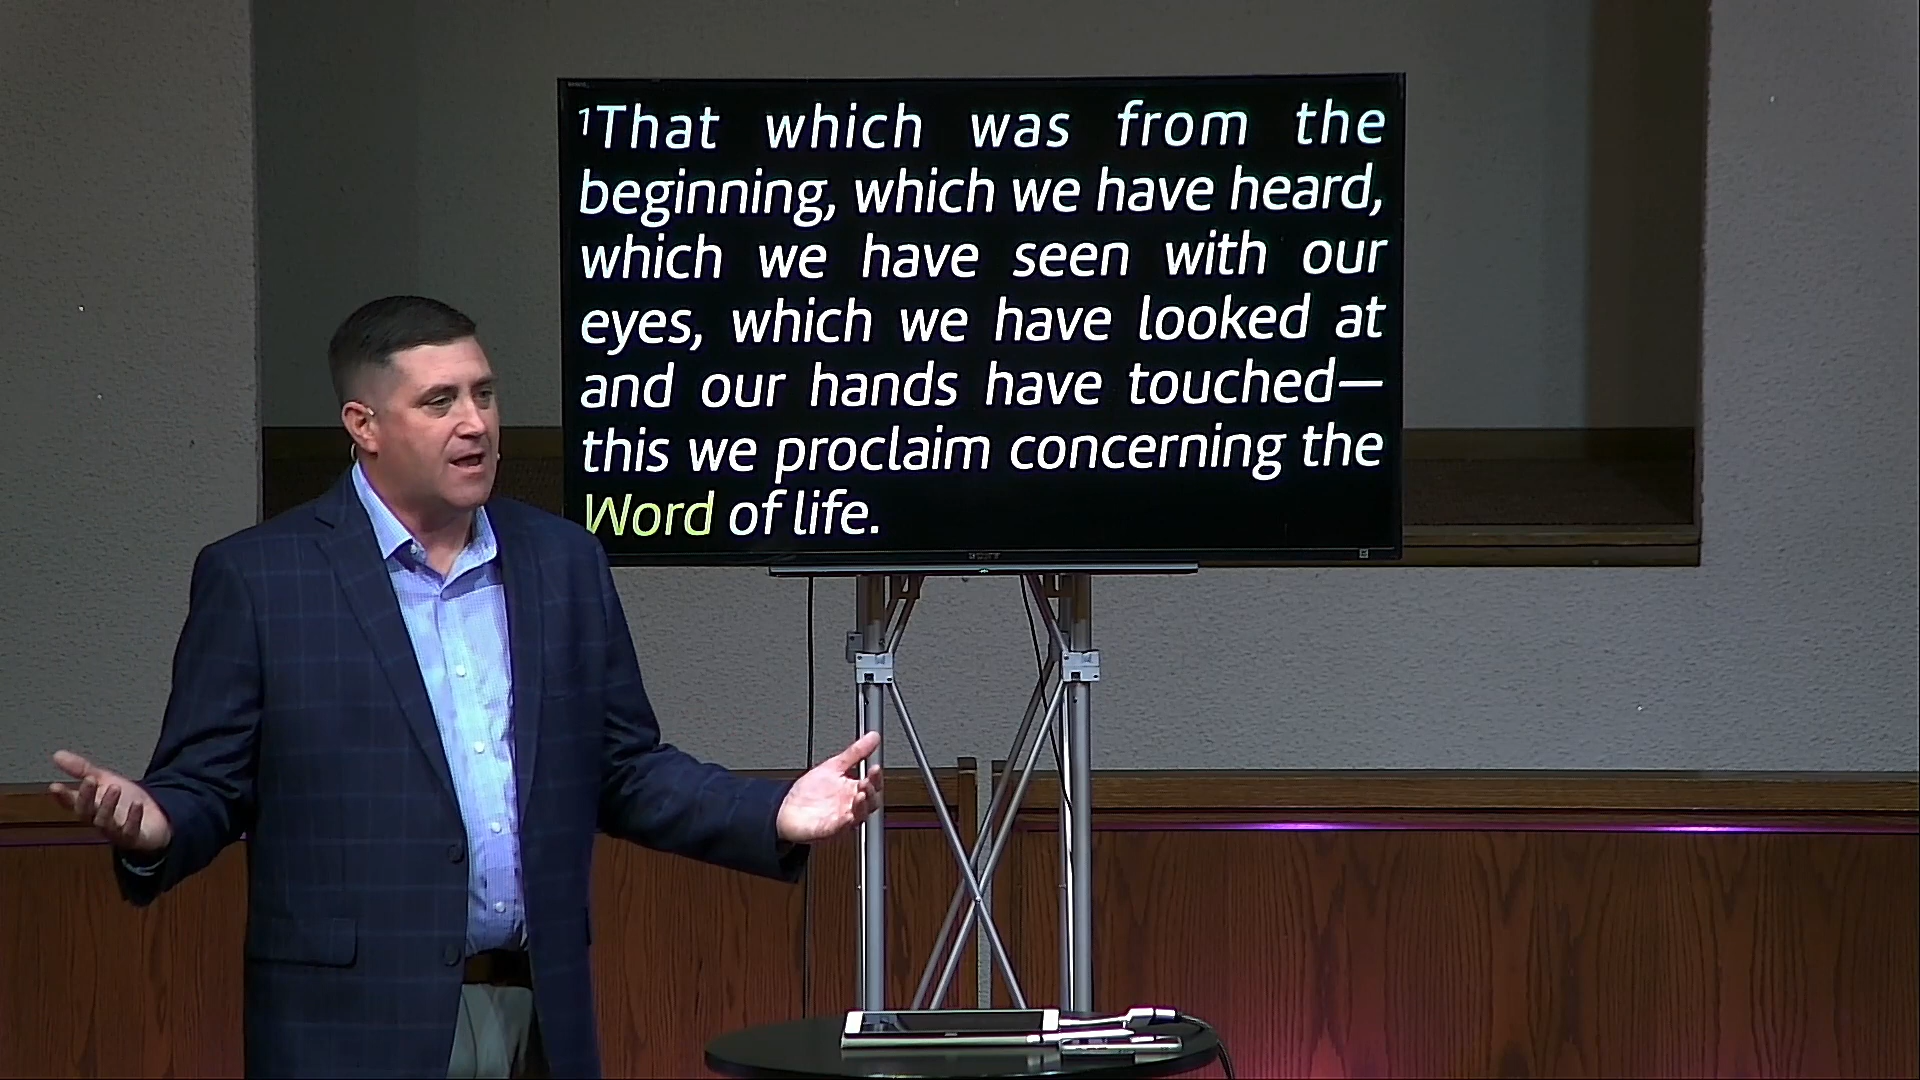 ¹That which was from the
beginning, which we have heard,
which we have seen with our
eyes, which we have looked at
and our hands have touched—
this we proclaim concerning the
Word of life.
SONY